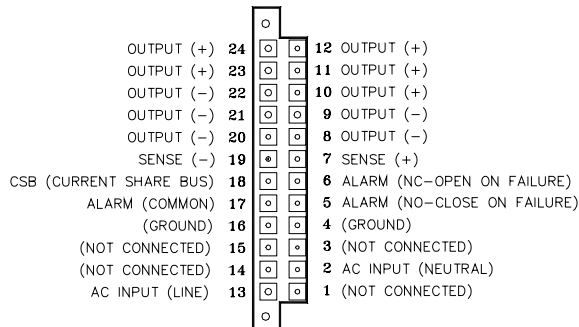 OUTPUT (+) 24 12 OUTPUT (+)
OUTPUT (+) 23 11 OUTPUT (+)
OUTPUT (−) 22 10 OUTPUT (+)
OUTPUT (−) 21 9 OUTPUT (−)
OUTPUT (−) 20 8 OUTPUT (−)
SENSE (−) 19 7 SENSE (+)
CSB (CURRENT SHARE BUS) 18 6 ALARM (NC−OPEN ON FAILURE)
ALARM (COMMON) 17 5 ALARM (NO−CLOSE ON FAILURE)
(GROUND) 16 4 (GROUND)
(NOT CONNECTED) 15 3 (NOT CONNECTED)
(NOT CONNECTED) 14 2 AC INPUT (NEUTRAL)
AC INPUT (LINE) 13 1 (NOT CONNECTED)